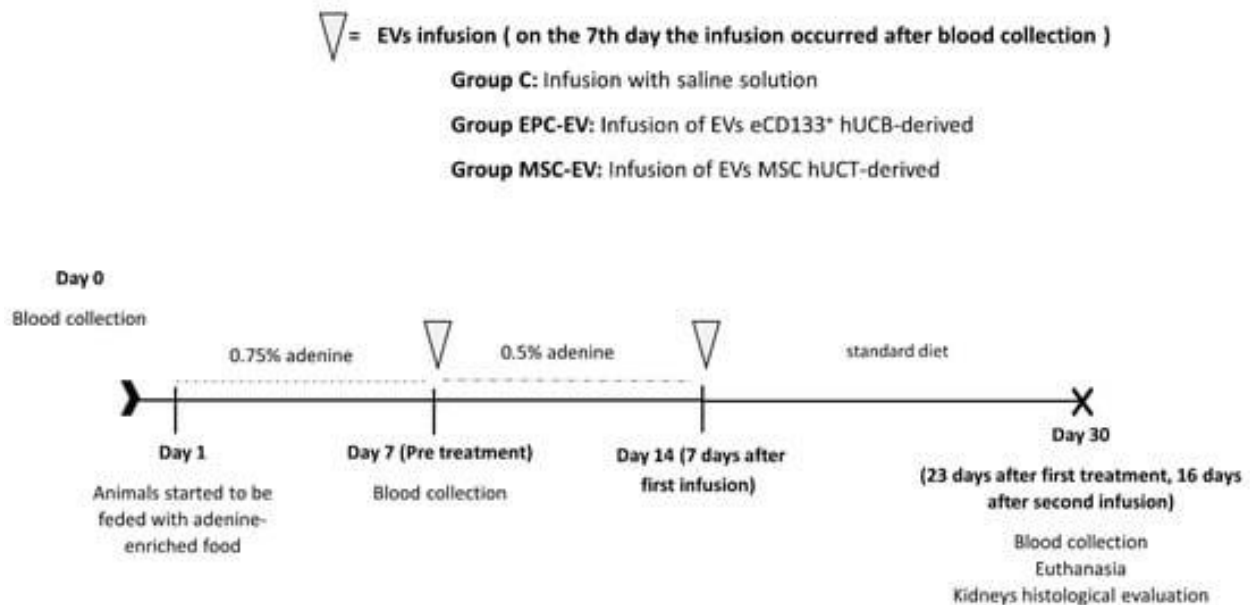 = EVs infusion ( on the 7th day the infusion occurred after blood collection )
Group C: Infusion with saline solution
Group EPC-EV: Infusion of EVs eCD133⁺ hUCB-derived
Group MSC-EV: Infusion of EVs MSC hUCT-derived
Day 0
Blood collection
0.75% adenine
0.5% adenine
standard diet
Day 1
Animals started to be
feded with adenine-
enriched food
Day 7 (Pre treatment)
Blood collection
Day 14 (7 days after
first infusion)
Day 30
(23 days after first treatment, 16 days
after second infusion)
Blood collection
Euthanasia
Kidneys histological evaluation